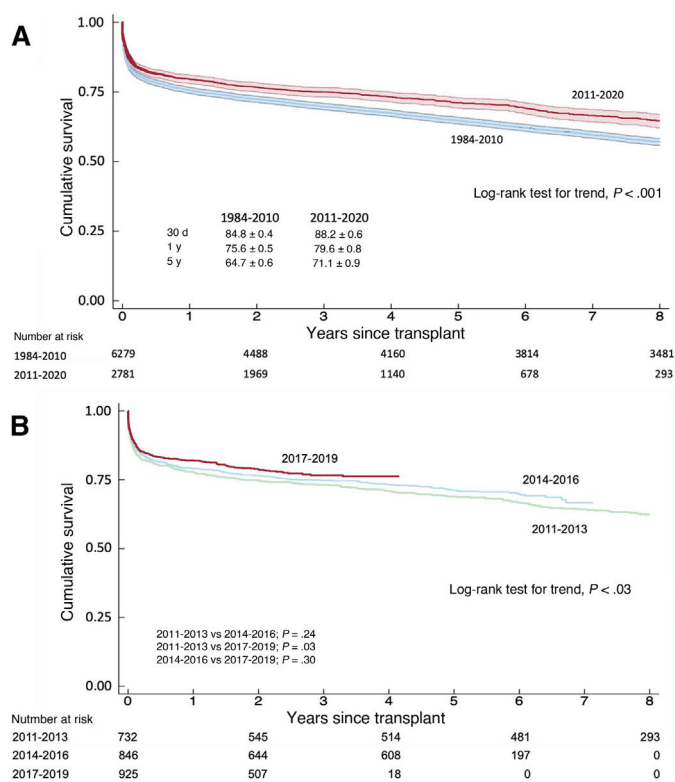 A
1.00
0.75
0.50
0.25
0.00
Cumulative survival
2011-2020
1984-2010
Log-rank test for trend, P < .001
1984-2010 2011-2020
30 d 84.8 ± 0.4 88.2 ± 0.6
1 y 75.6 ± 0.5 79.6 ± 0.8
5 y 64.7 ± 0.6 71.1 ± 0.9
0 1 2 3 4 5 6 7 8
Years since transplant
Number at risk
1984-2010 6279 4488 4160 3814 3481
2011-2020 2781 1969 1140 678 293
B
1.00
0.75
0.50
0.25
0.00
Cumulative survival
2017-2019
2014-2016
2011-2013
Log-rank test for trend, P < .03
2011-2013 vs 2014-2016; P = .24
2011-2013 vs 2017-2019; P = .03
2014-2016 vs 2017-2019; P = .30
0 1 2 3 4 5 6 7 8
Years since transplant
Nutmber at risk
2011-2013 732 545 514 481 293
2014-2016 846 644 608 197 0
2017-2019 925 507 18 0 0